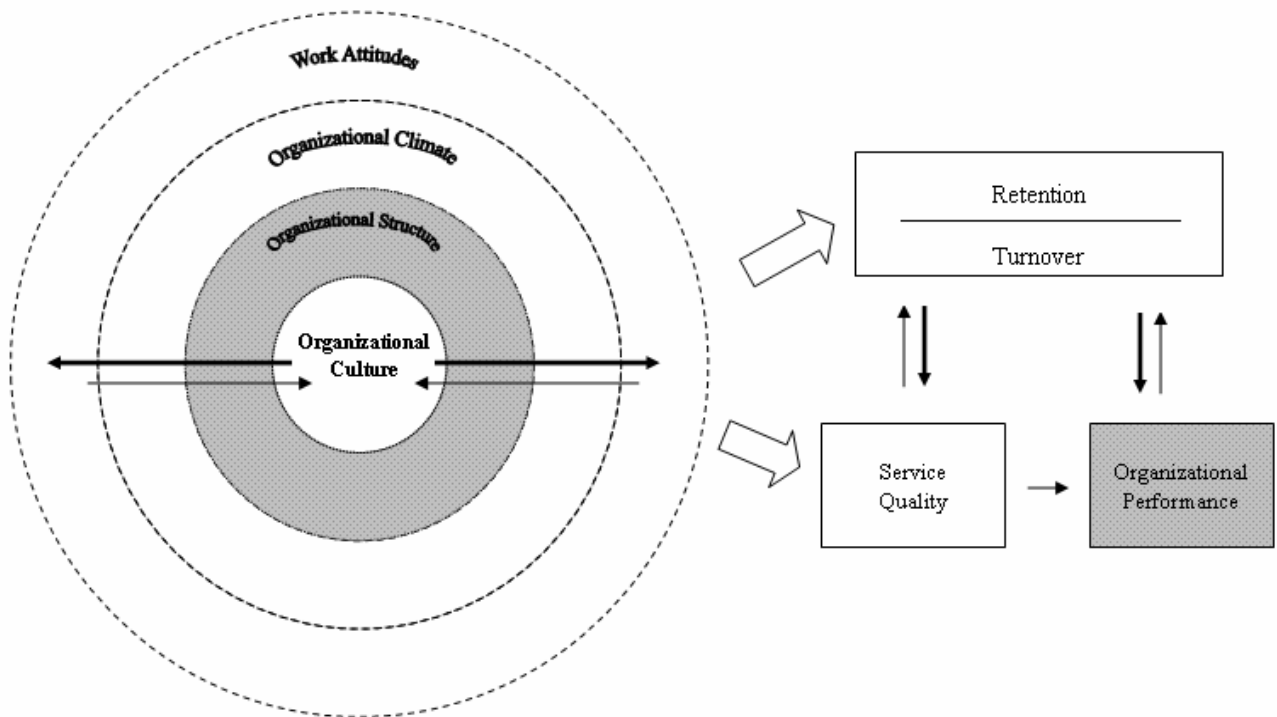 Work Attitudes
Organizational Climate
Organizational Structure
Organizational
Culture
Retention
Turnover
Service
Quality
Organizational
Performance